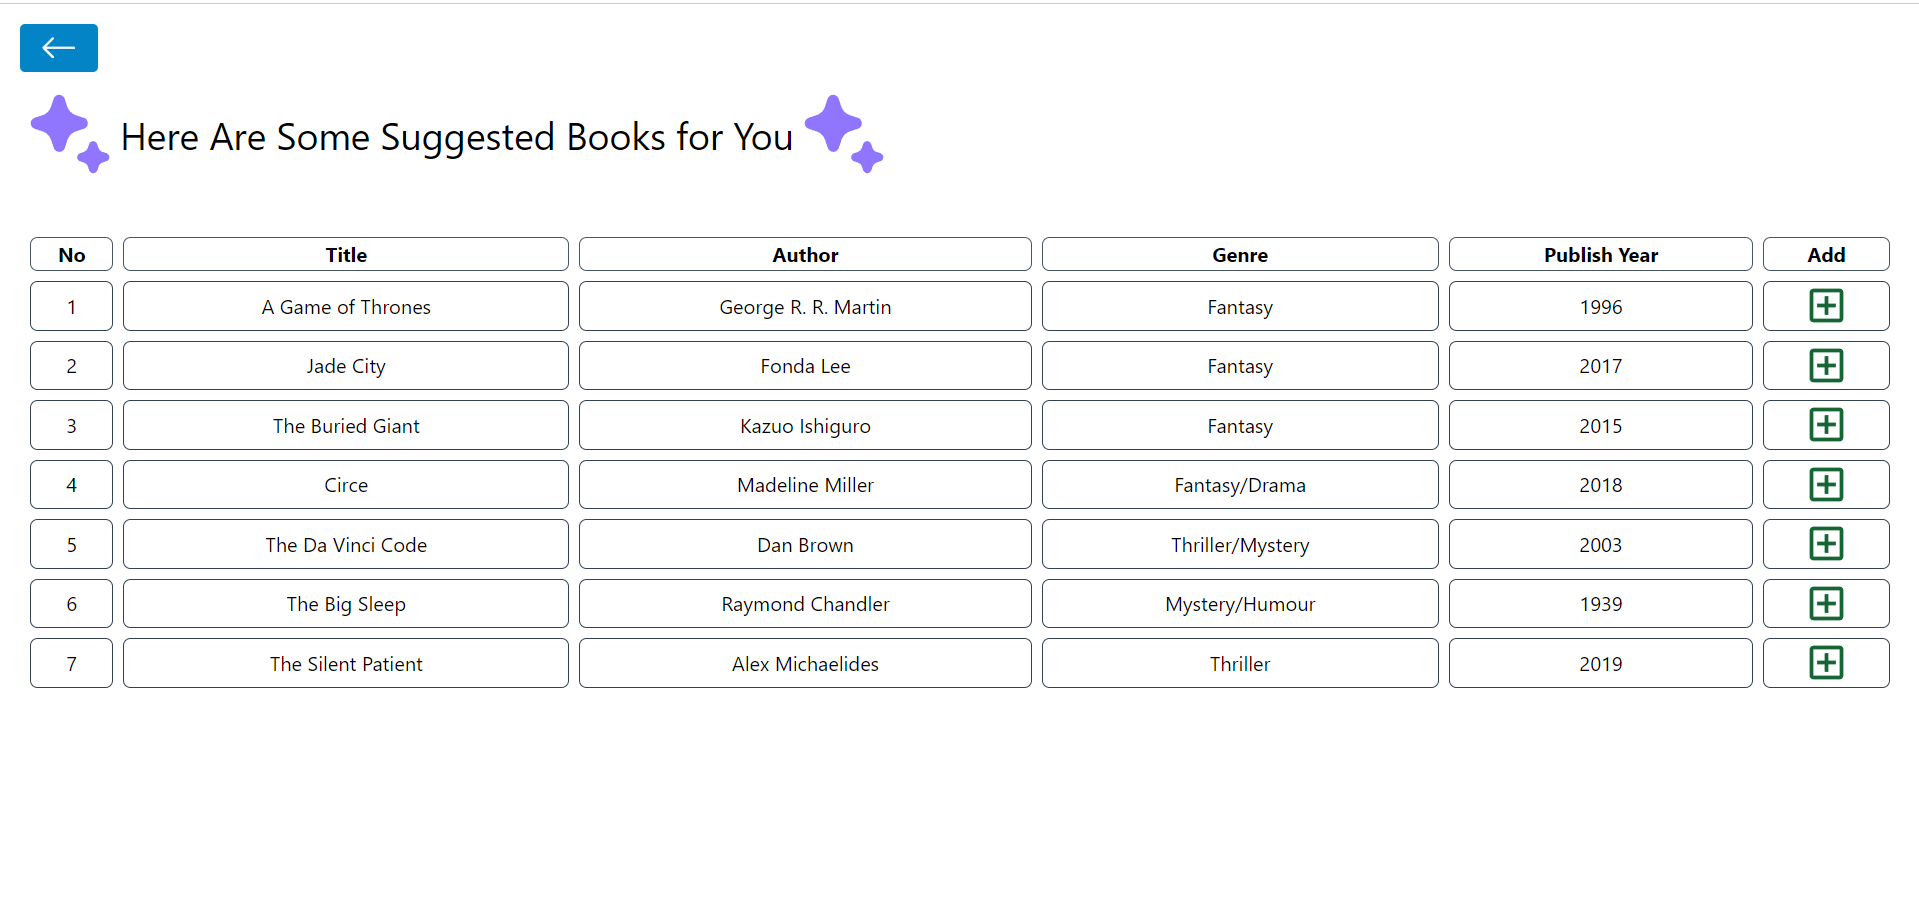 Here Are Some Suggested Books for You
No Title Author Genre Publish Year Add
1 A Game of Thrones George R. R. Martin Fantasy 1996
2 Jade City Fonda Lee Fantasy 2017
3 The Buried Giant Kazuo Ishiguro Fantasy 2015
4 Circe Madeline Miller Fantasy/Drama 2018
5 The Da Vinci Code Dan Brown Thriller/Mystery 2003
6 The Big Sleep Raymond Chandler Mystery/Humour 1939
7 The Silent Patient Alex Michaelides Thriller 2019